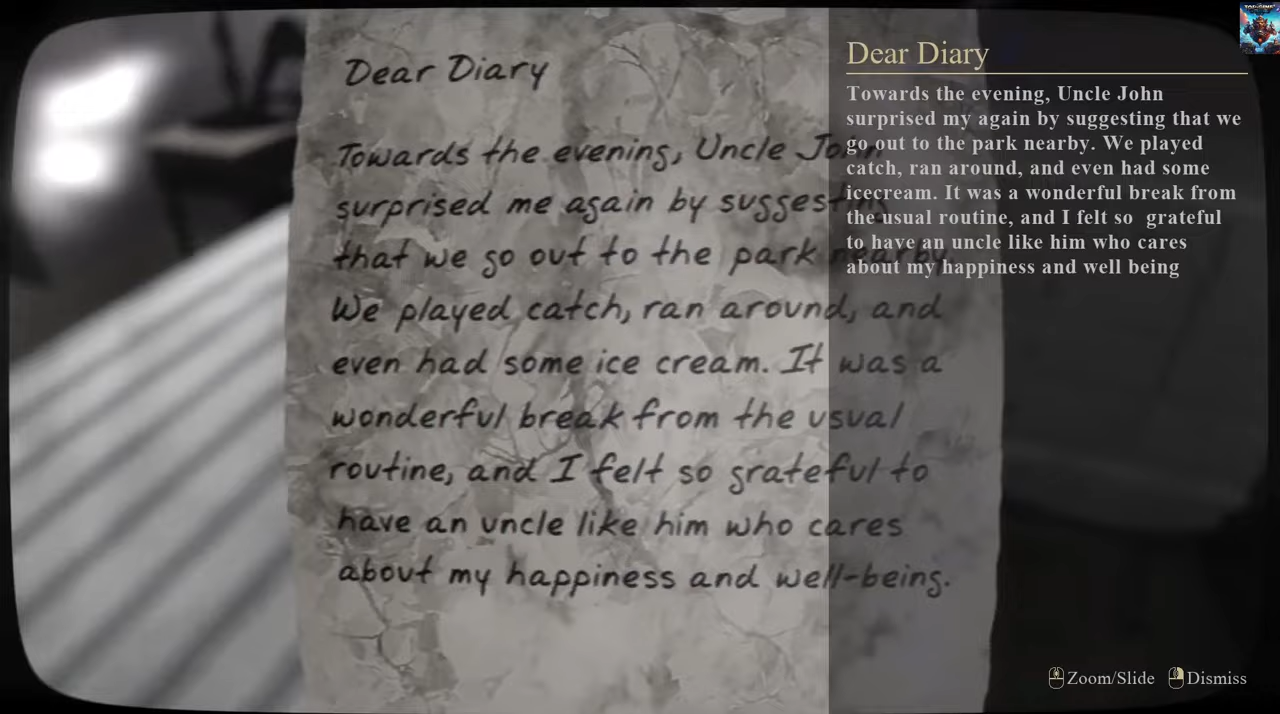 Dear Diary
Towards the evening, Uncle John
surprised me again by suggesting
that we go out to the park nearby.
We played catch, ran around, and
even had some ice cream. It was a
wonderful break from the usual
routine, and I felt so grateful to
have an uncle like him who cares
about my happiness and well-being.
Dear Diary
Towards the evening, Uncle John
surprised my again by suggesting that we
go out to the park nearby. We played
catch, ran around, and even had some
icecream. It was a wonderful break from
the usual routine, and I felt so  grateful
to have an uncle like him who cares
about my happiness and well being
Zoom/Slide
Dismiss